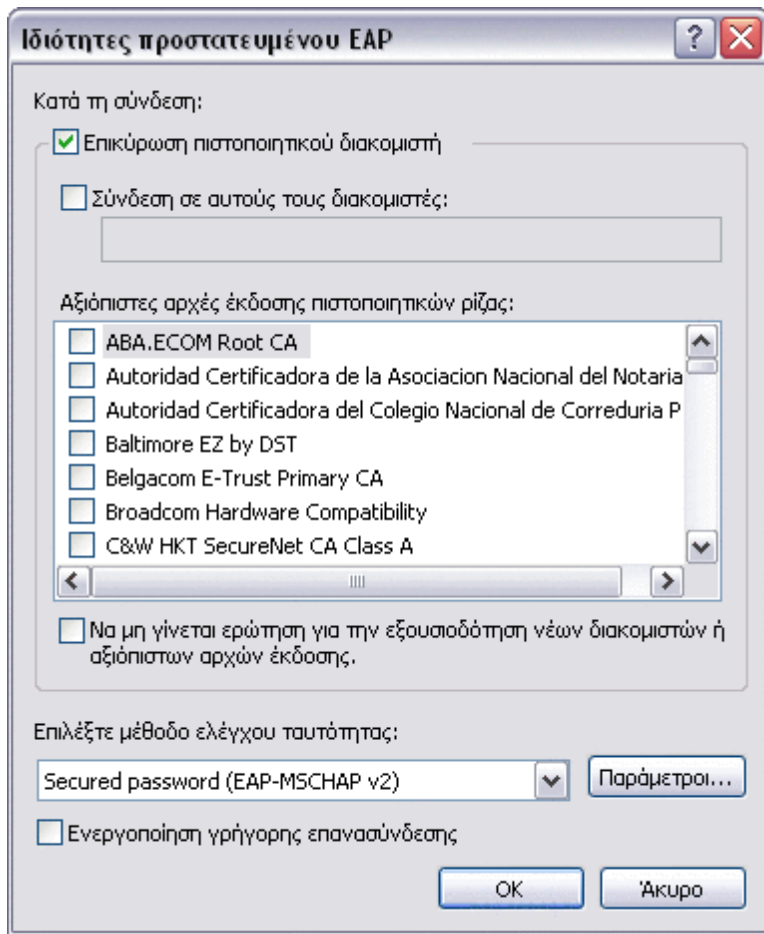 Ιδιότητες προστατευμένου EAP
Κατά τη σύνδεση:
Επικύρωση πιστοποιητικού διακομιστή
Σύνδεση σε αυτούς τους διακομιστές:
Αξιόπιστες αρχές έκδοσης πιστοποιητικών ρίζας:
ABA.ECOM Root CA
Autoridad Certificadora de la Asociacion Nacional del Notaria
Autoridad Certificadora del Colegio Nacional de Correduria P
Baltimore EZ by DST
Belgacom E-Trust Primary CA
Broadcom Hardware Compatibility
C&W HKT SecureNet CA Class A
Να μη γίνεται ερώτηση για την εξουσιοδότηση νέων διακομιστών ή
αξιόπιστων αρχών έκδοσης.
Επιλέξτε μέθοδο ελέγχου ταυτότητας:
Secured password (EAP-MSCHAP v2)
Παράμετροι...
Ενεργοποίηση γρήγορης επανασύνδεσης
OK
Άκυρο